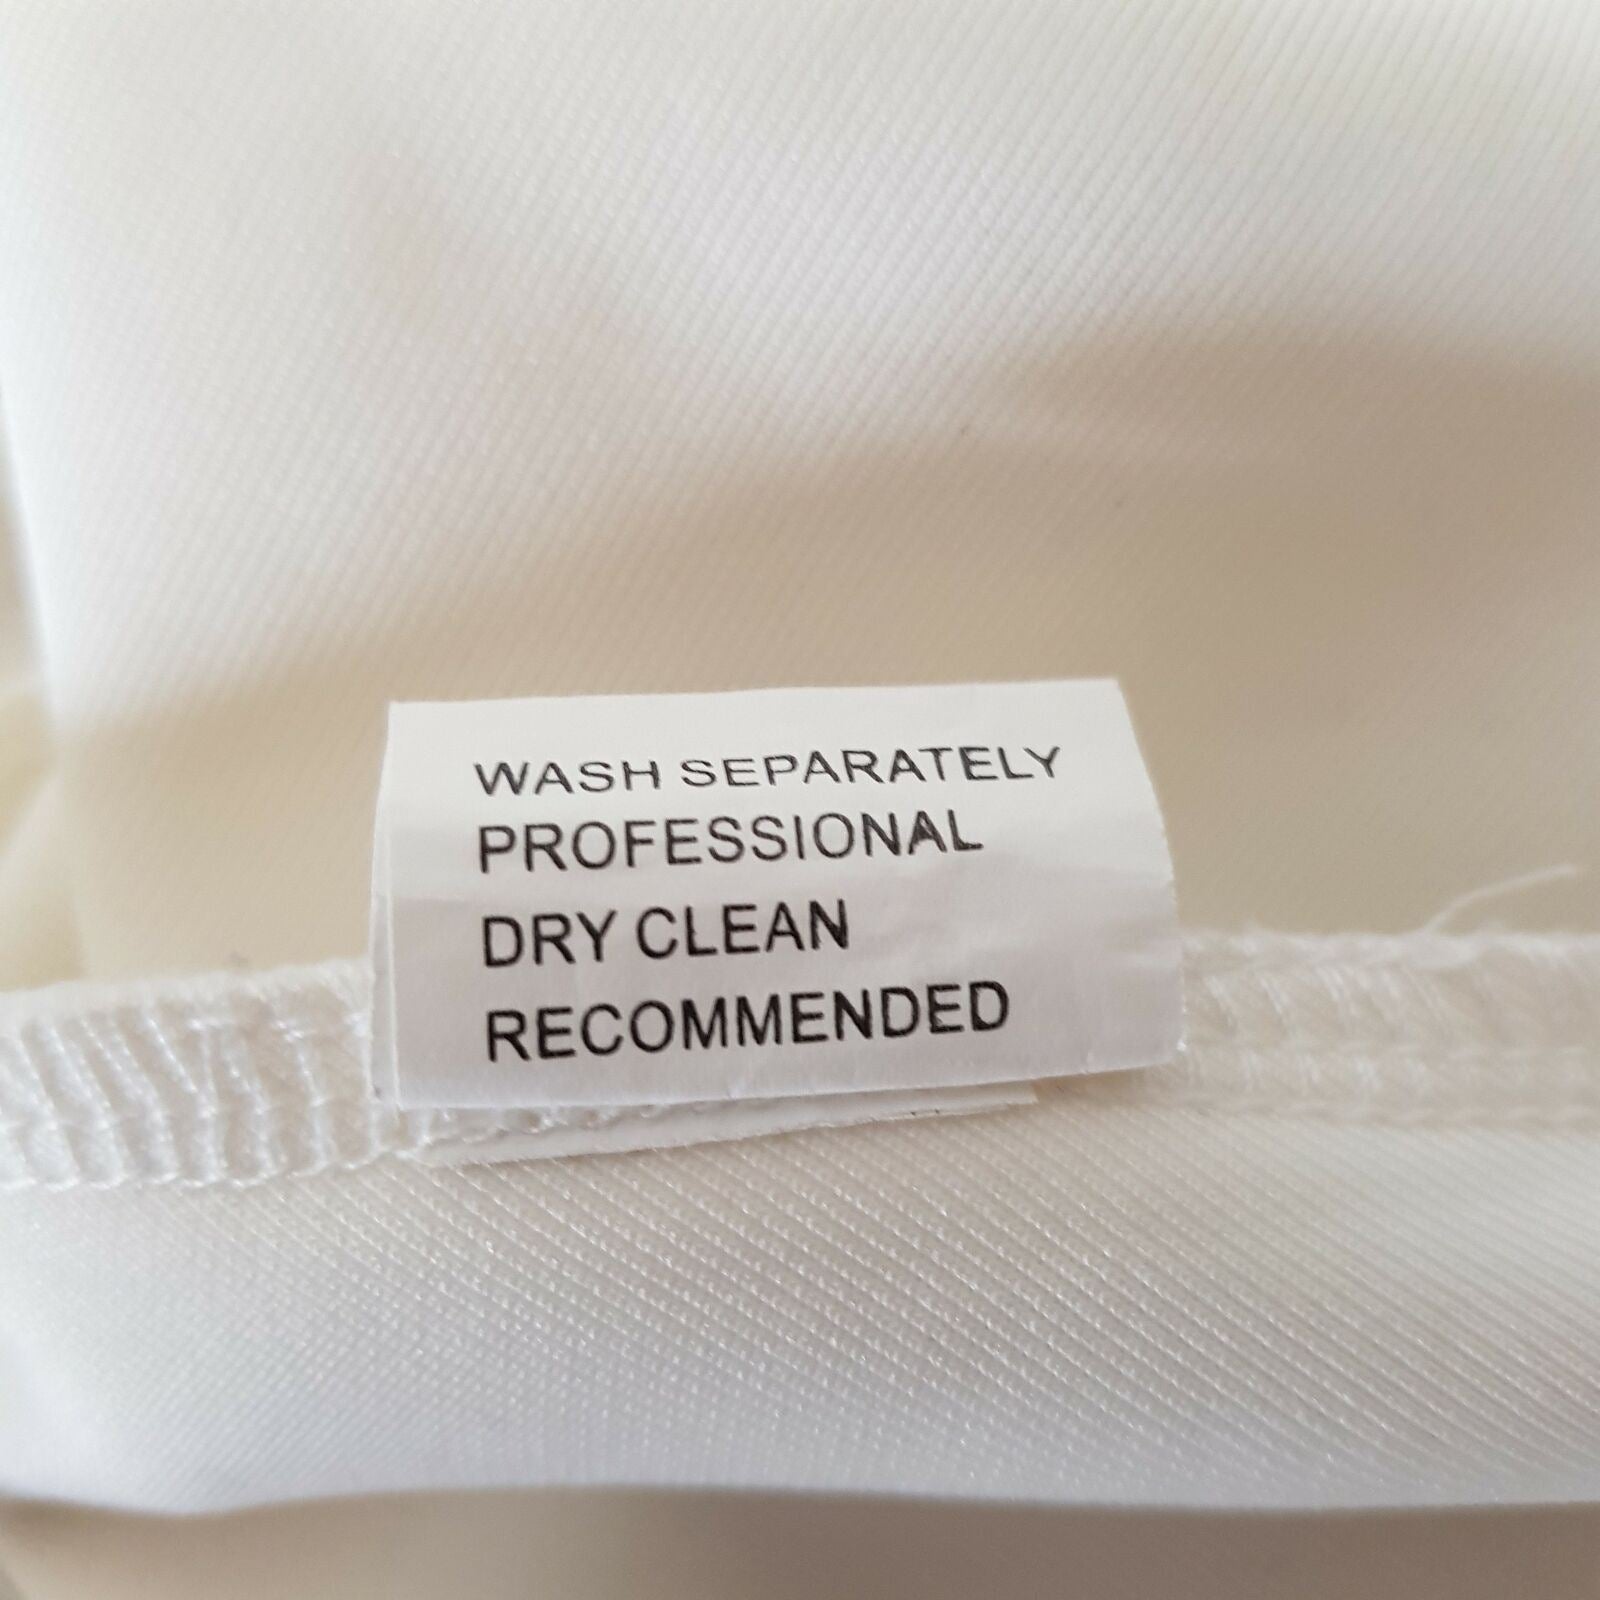 WASH SEPARATELY
PROFESSIONAL
DRY CLEAN
RECOMMENDED